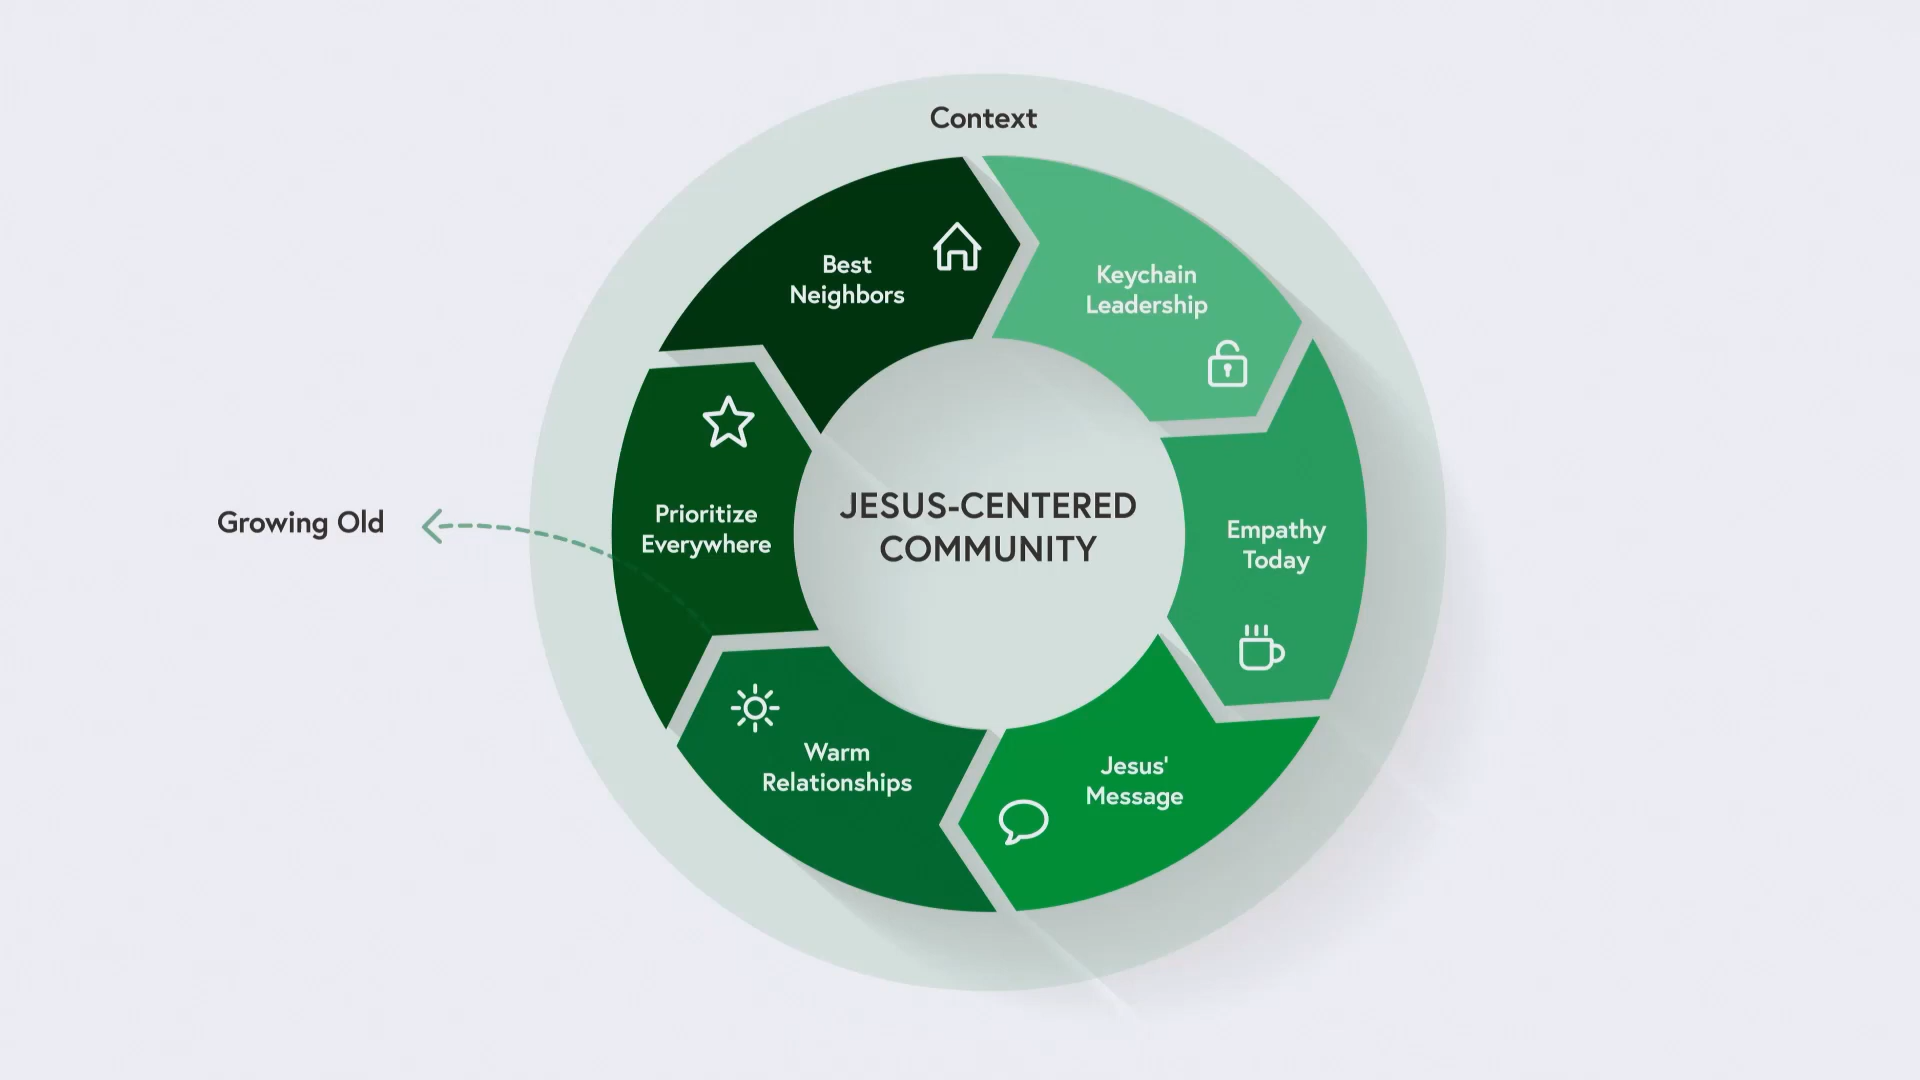 Context
Best
Neighbors
Keychain
Leadership
Prioritize
Everywhere
Growing Old
JESUS-CENTERED
COMMUNITY
Empathy
Today
Warm
Relationships
Jesus'
Message